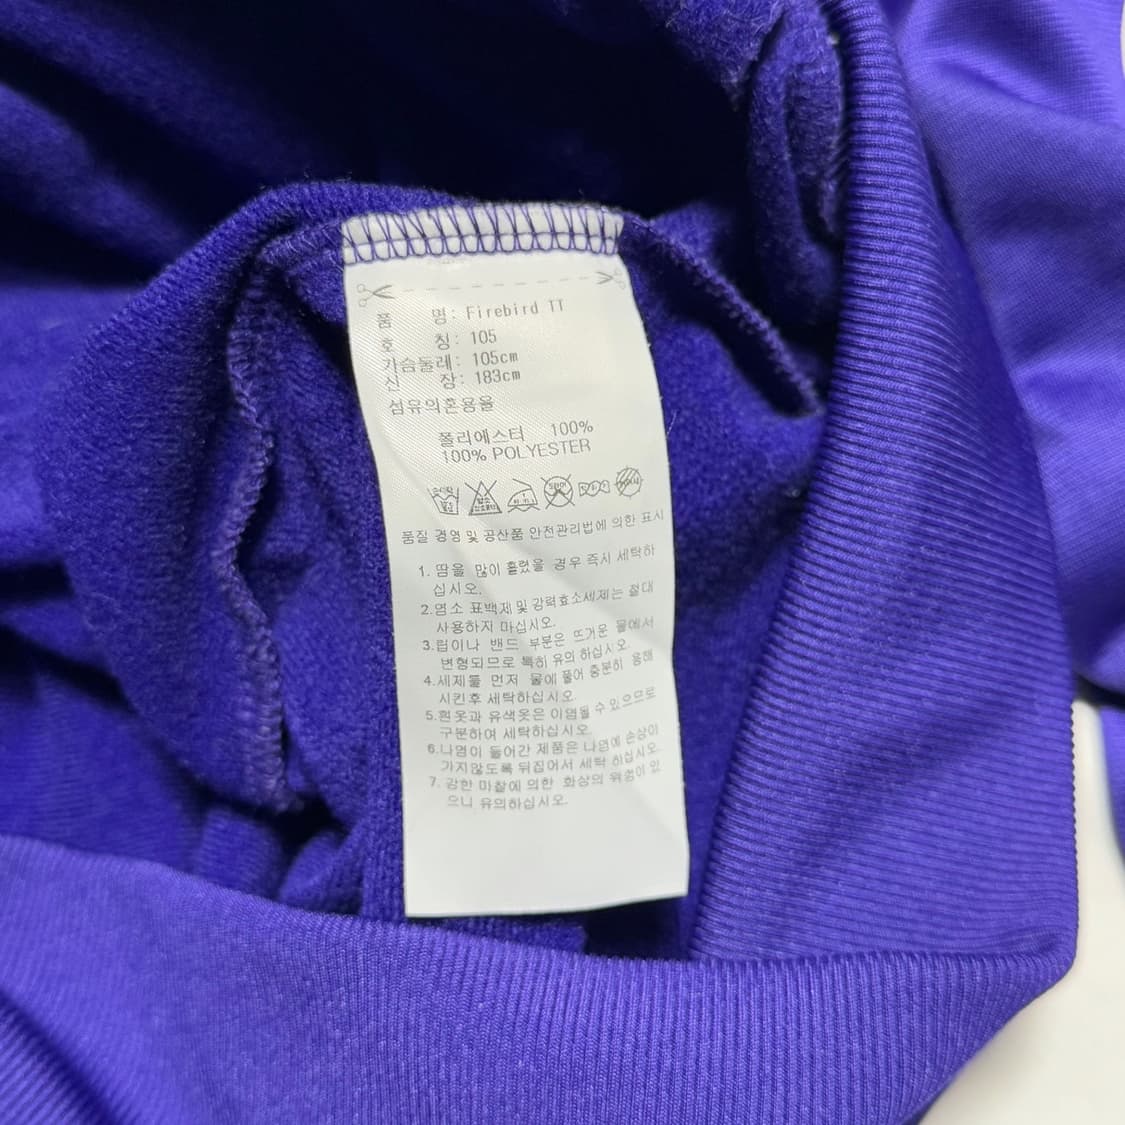 품 명: Firebird TT
호 칭: 105
가슴둘레: 105cm
신 장: 183cm
섬유의혼용율
폴리에스터 100%
100% POLYESTER
품질 경영 및 공산품 안전관리법에 의한 표시
1. 땀을 많이 흘렸을 경우 즉시 세탁하
십시오.
2.염소 표백제 및 강력효소세제는 절대
사용하지 마십시오.
3.립이나 밴드 부분은 뜨거운 물에서
변형되므로 특히 유의 하십시오.
4.세제를 먼저 물에 풀어 충분히 용해
시킨후 세탁하십시오.
5.흰옷과 유색옷은 이염될 수 있으므로
구분하여 세탁하십시오.
6.나염이 들어간 제품은 나염에 손상이
가지않도록 뒤집어서 세탁 하십시오.
7. 강한 마찰에 의한 화상의 위험이 있
으니 유의하십시오.